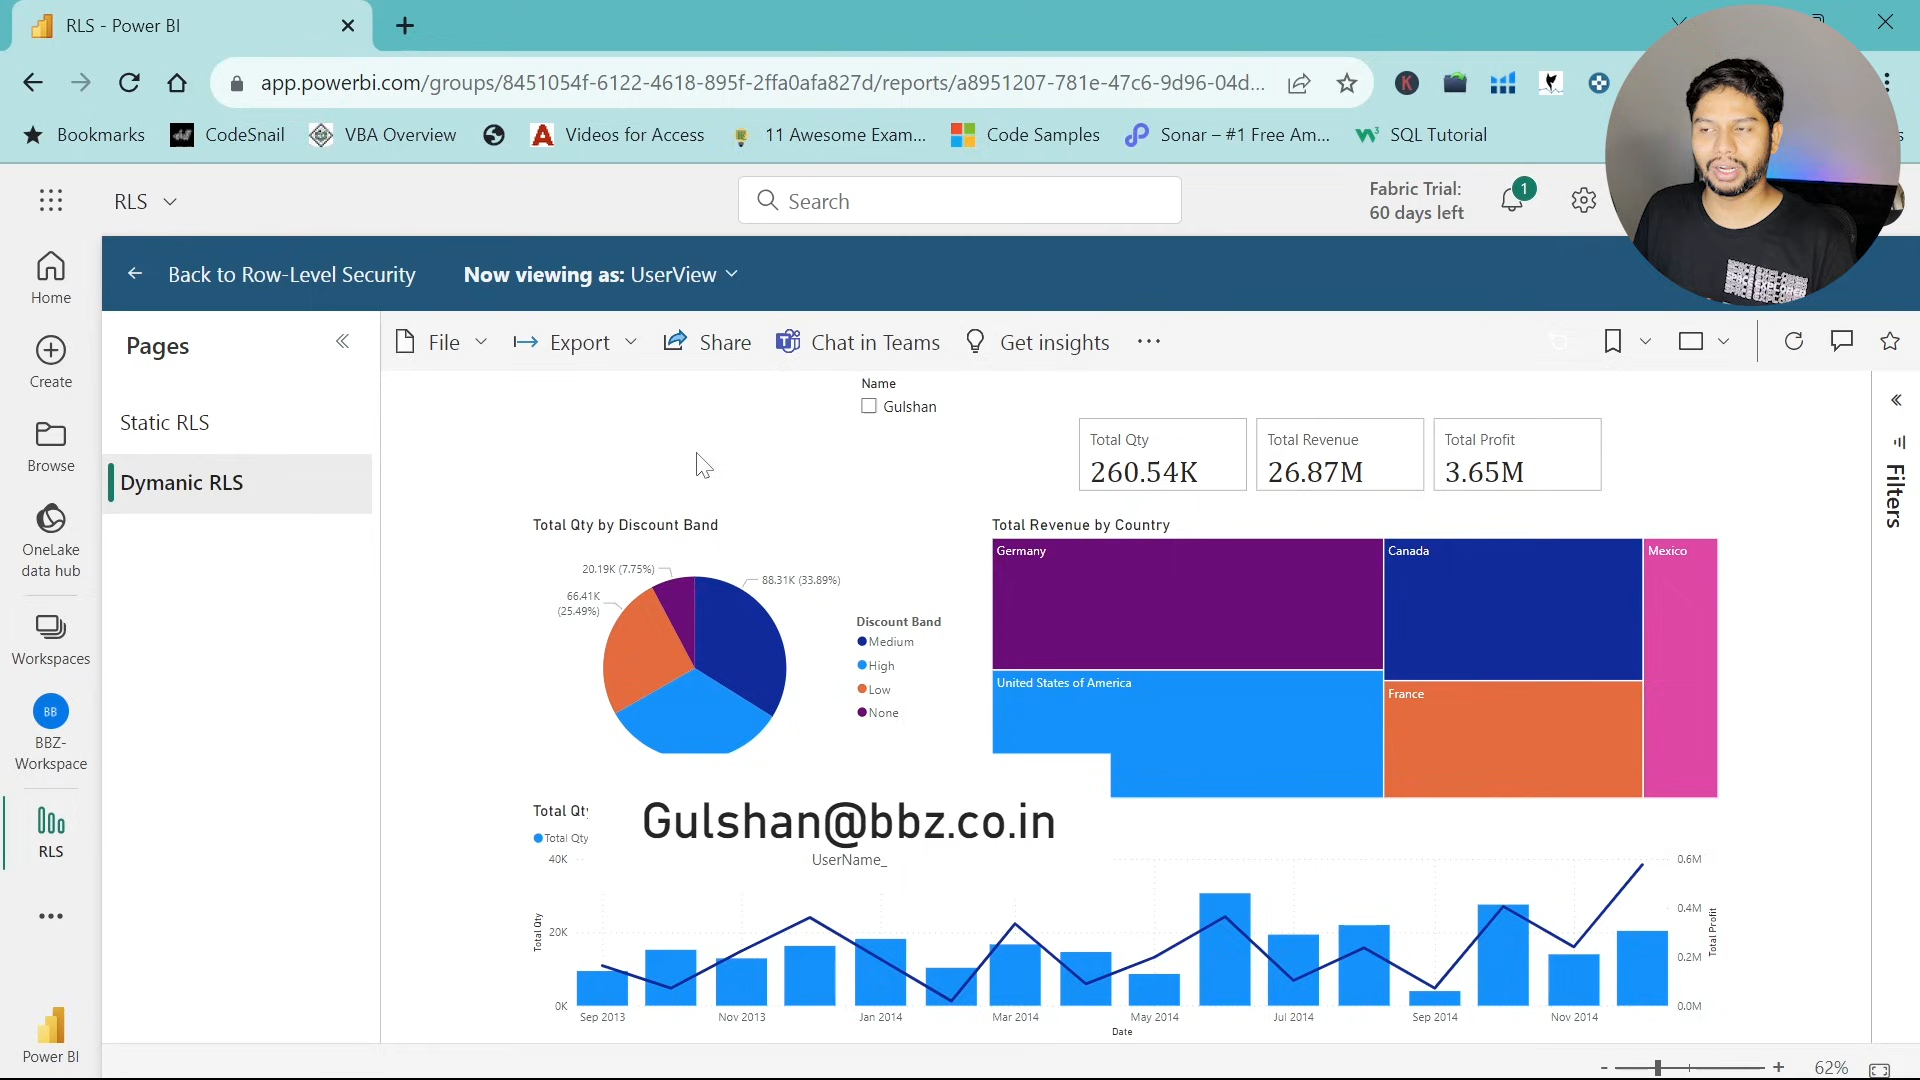 RLS - Power BI
app.powerbi.com/groups/8451054f-6122-4618-895f-2ffa0afa827d/reports/a8951207-781e-47c6-9d96-04d...
Bookmarks CodeSnail VBA Overview Videos for Access 11 Awesome Exam... Code Samples Sonar – #1 Free Am... SQL Tutorial
RLS
Search
Fabric Trial:
60 days left
1
Back to Row-Level Security
Now viewing as: UserView
Home
Create
Browse
OneLake
data hub
Workspaces
BB
BBZ-
Workspace
RLS
Power BI
Pages
Static RLS
Dymanic RLS
File Export Share Chat in Teams Get insights
Filters
Name
Gulshan
Total Qty
260.54K
Total Revenue
26.87M
Total Profit
3.65M
Total Qty by Discount Band
20.19K (7.75%)
88.31K (33.89%)
66.41K
(25.49%)
Discount Band
Medium
High
Low
None
Total Revenue by Country
Germany
Canada
Mexico
United States of America
France
Total Qty
Total Qty
Gulshan@bbz.co.in
UserName_
40K
20K
0K
Total Qty
0.6M
0.4M
0.2M
0.0M
Total Profit
Sep 2013 Nov 2013 Jan 2014 Mar 2014 May 2014 Jul 2014 Sep 2014 Nov 2014
Date
62%